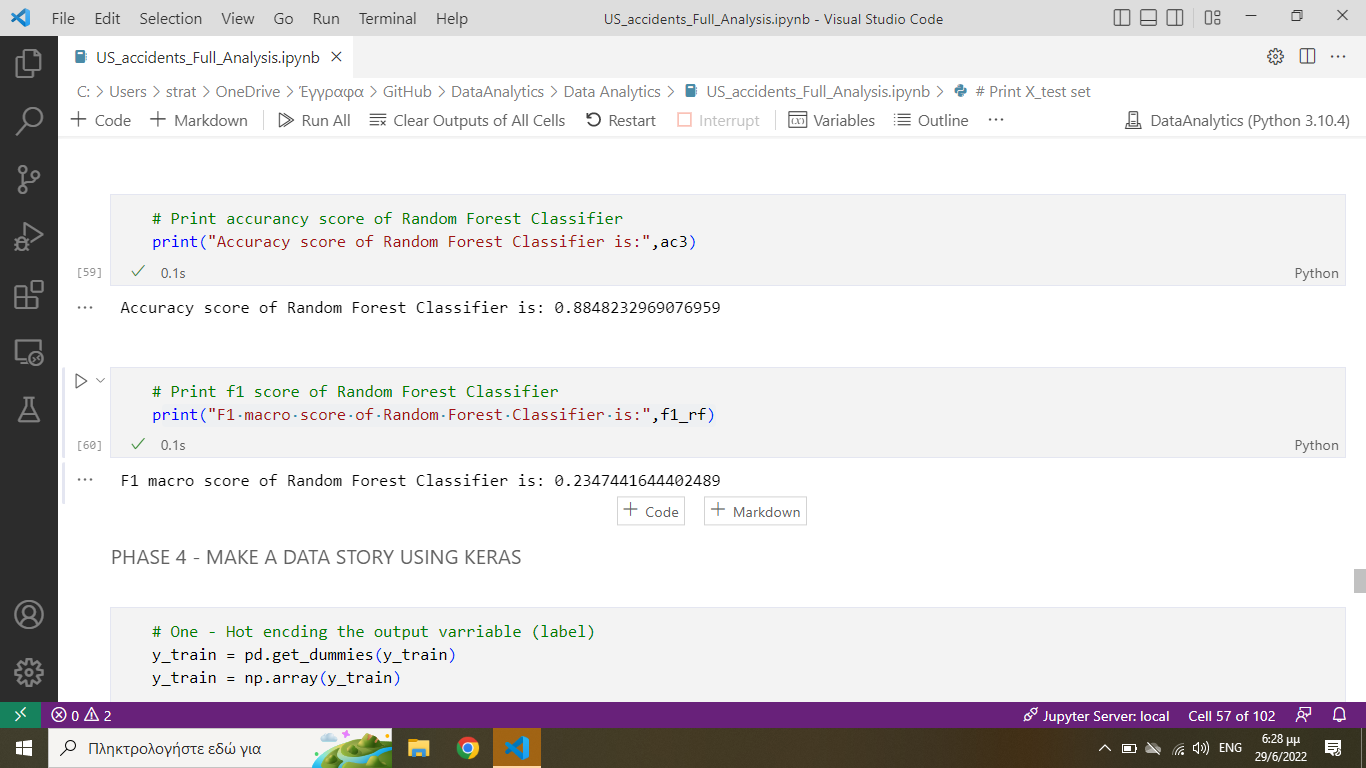 File Edit Selection View Go Run Terminal Help US_accidents_Full_Analysis.ipynb - Visual Studio Code
US_accidents_Full_Analysis.ipynb
C: > Users > strat > OneDrive > Έγγραφα > GitHub > DataAnalytics > Data Analytics > US_accidents_Full_Analysis.ipynb > # Print X_test set
+ Code + Markdown Run All Clear Outputs of All Cells Restart Interrupt Variables Outline ··· DataAnalytics (Python 3.10.4)
# Print accurancy score of Random Forest Classifier
print("Accuracy score of Random Forest Classifier is:",ac3)
[59] ✓ 0.1s Python
··· Accuracy score of Random Forest Classifier is: 0.8848232969076959
# Print f1 score of Random Forest Classifier
print("F1·macro·score·of·Random·Forest·Classifier·is:",f1_rf)
[60] ✓ 0.1s Python
··· F1 macro score of Random Forest Classifier is: 0.2347441644402489
+ Code + Markdown
PHASE 4 - MAKE A DATA STORY USING KERAS
# One - Hot encding the output varriable (label)
y_train = pd.get_dummies(y_train)
y_train = np.array(y_train)
0 2 Jupyter Server: local Cell 57 of 102
Πληκτρολογήστε εδώ για ENG 6:28 μμ
29/6/2022